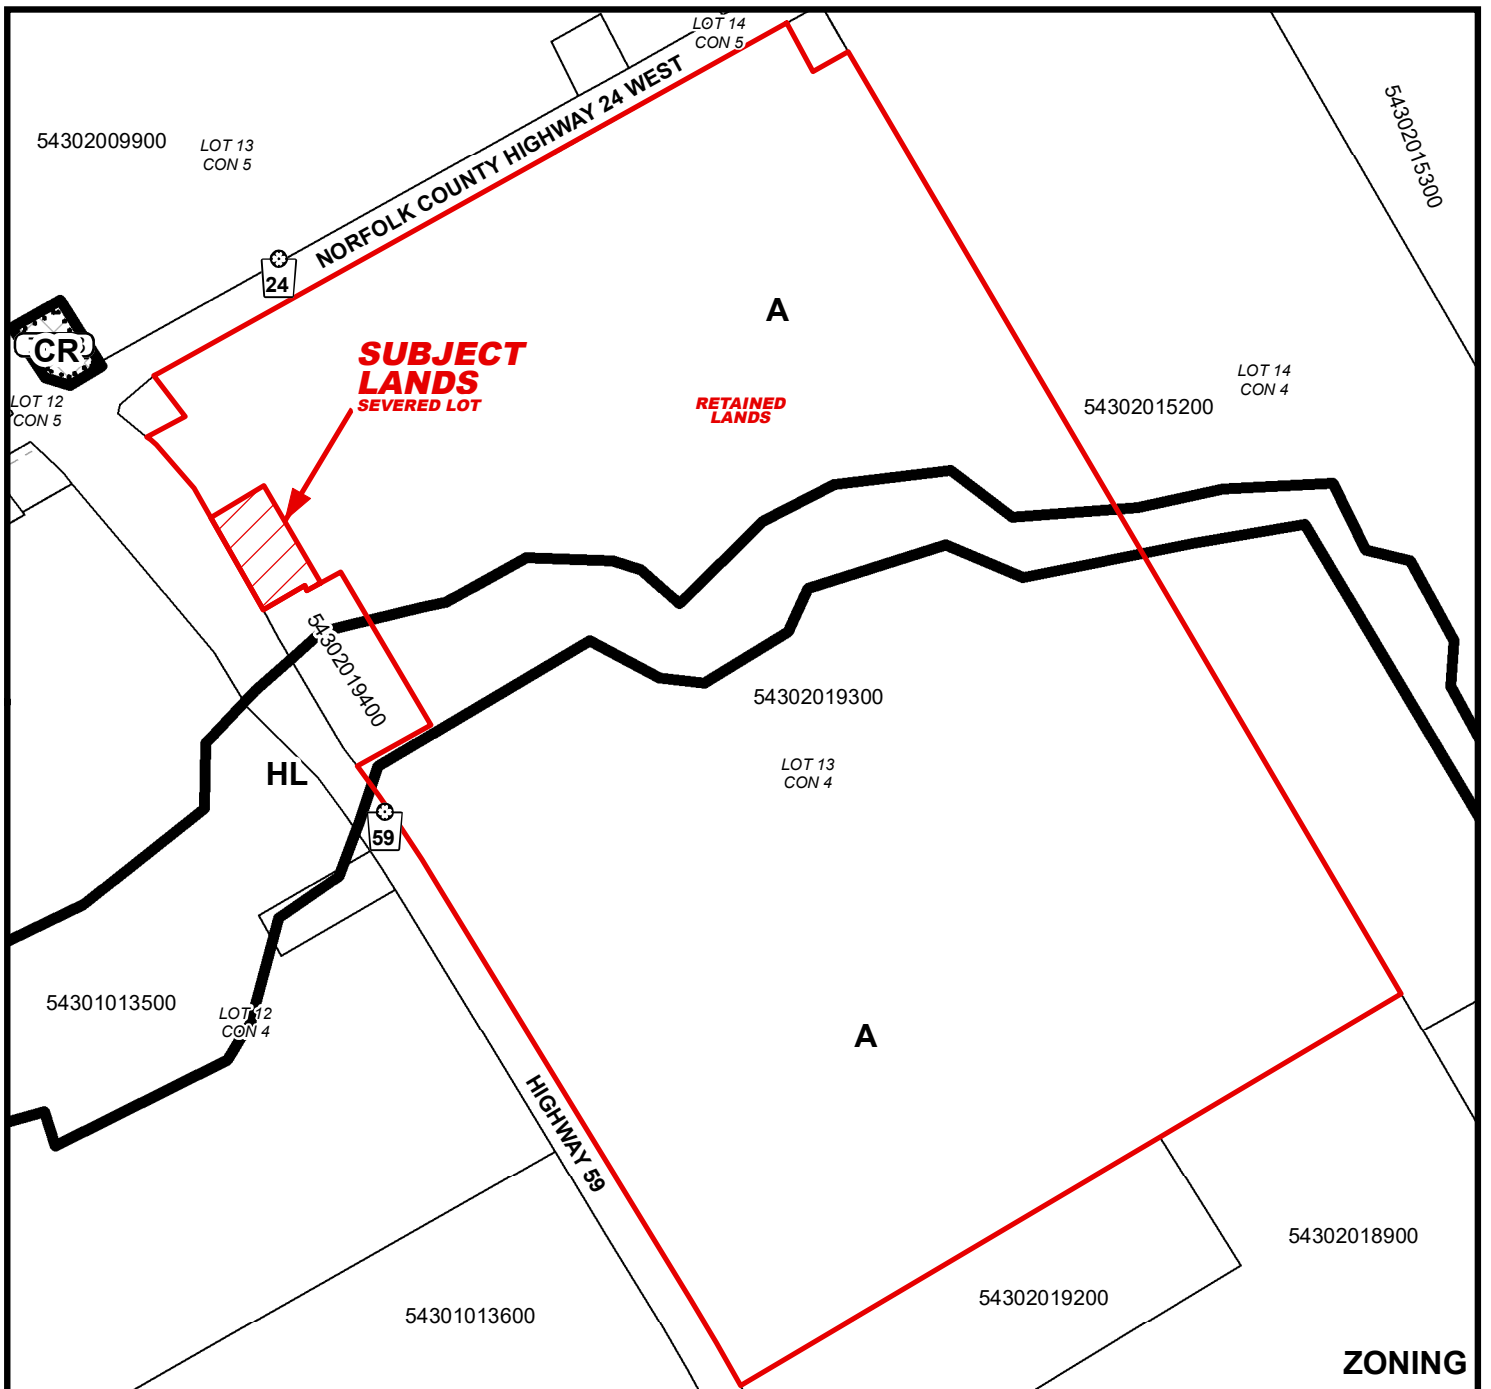 LOT 14
CON 5
NORFOLK COUNTY HIGHWAY 24 WEST
54302009900
LOT 13
CON 5
54302015300
24
A
CR
SUBJECT
LANDS
SEVERED LOT
RETAINED
LANDS
LOT 14
CON 4
54302015200
LOT 12
CON 5
54302019400
54302019300
LOT 13
CON 4
HL
59
54301013500
LOT 12
CON 4
A
HIGHWAY 59
54302018900
54302019200
54301013600
ZONING